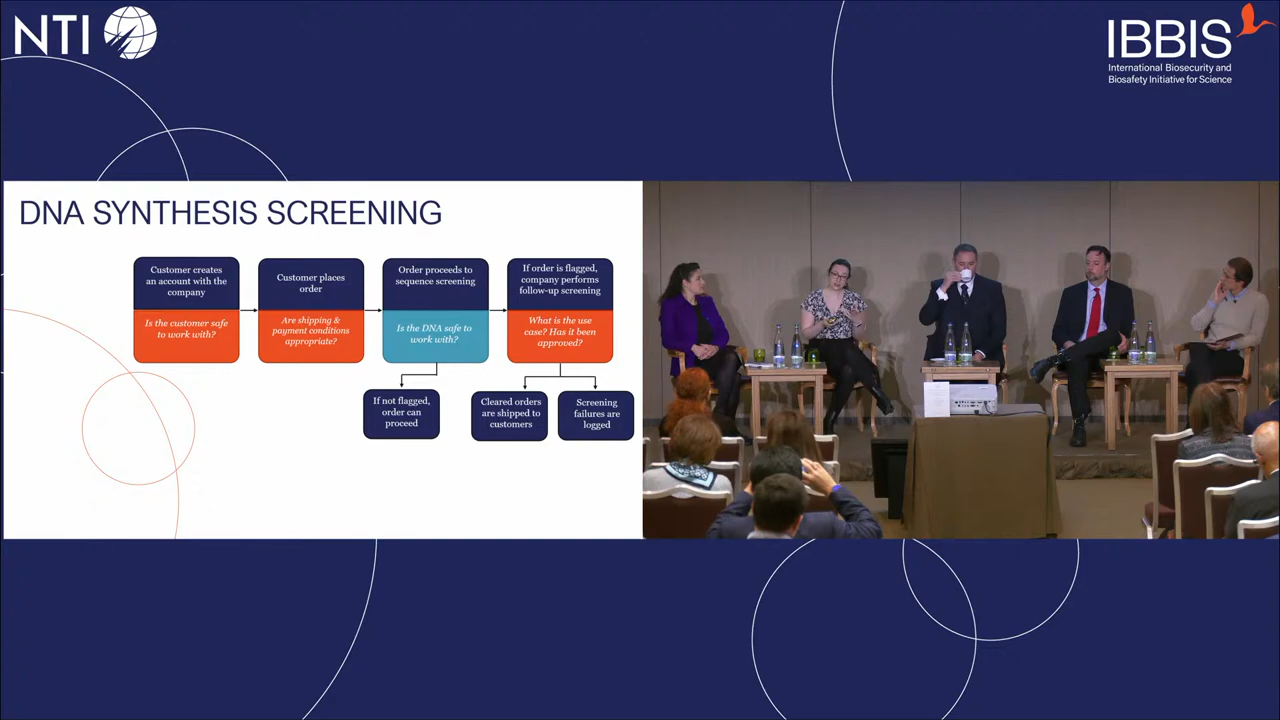 NTI
IBBIS
International Biosecurity and
Biosafety Initiative for Science
DNA SYNTHESIS SCREENING
Customer creates
an account with the
company
Is the customer safe
to work with?
Customer places
order
Are shipping &
payment conditions
appropriate?
Order proceeds to
sequence screening
Is the DNA safe to
work with?
If order is flagged,
company performs
follow-up screening
What is the use
case? Has it been
approved?
If not flagged,
order can
proceed
Cleared orders
are shipped to
customers
Screening
failures are
logged